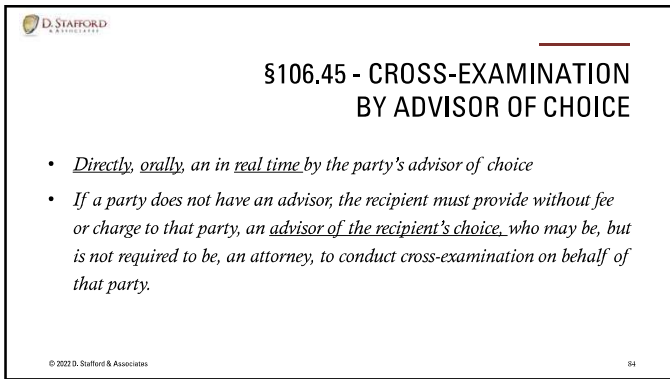 D. STAFFORD
& ASSOCIATES
§106.45 - CROSS-EXAMINATION
BY ADVISOR OF CHOICE
• Directly, orally, an in real time by the party's advisor of choice
• If a party does not have an advisor, the recipient must provide without fee
or charge to that party, an advisor of the recipient's choice, who may be, but
is not required to be, an attorney, to conduct cross-examination on behalf of
that party.
© 2022 D. Stafford & Associates
84